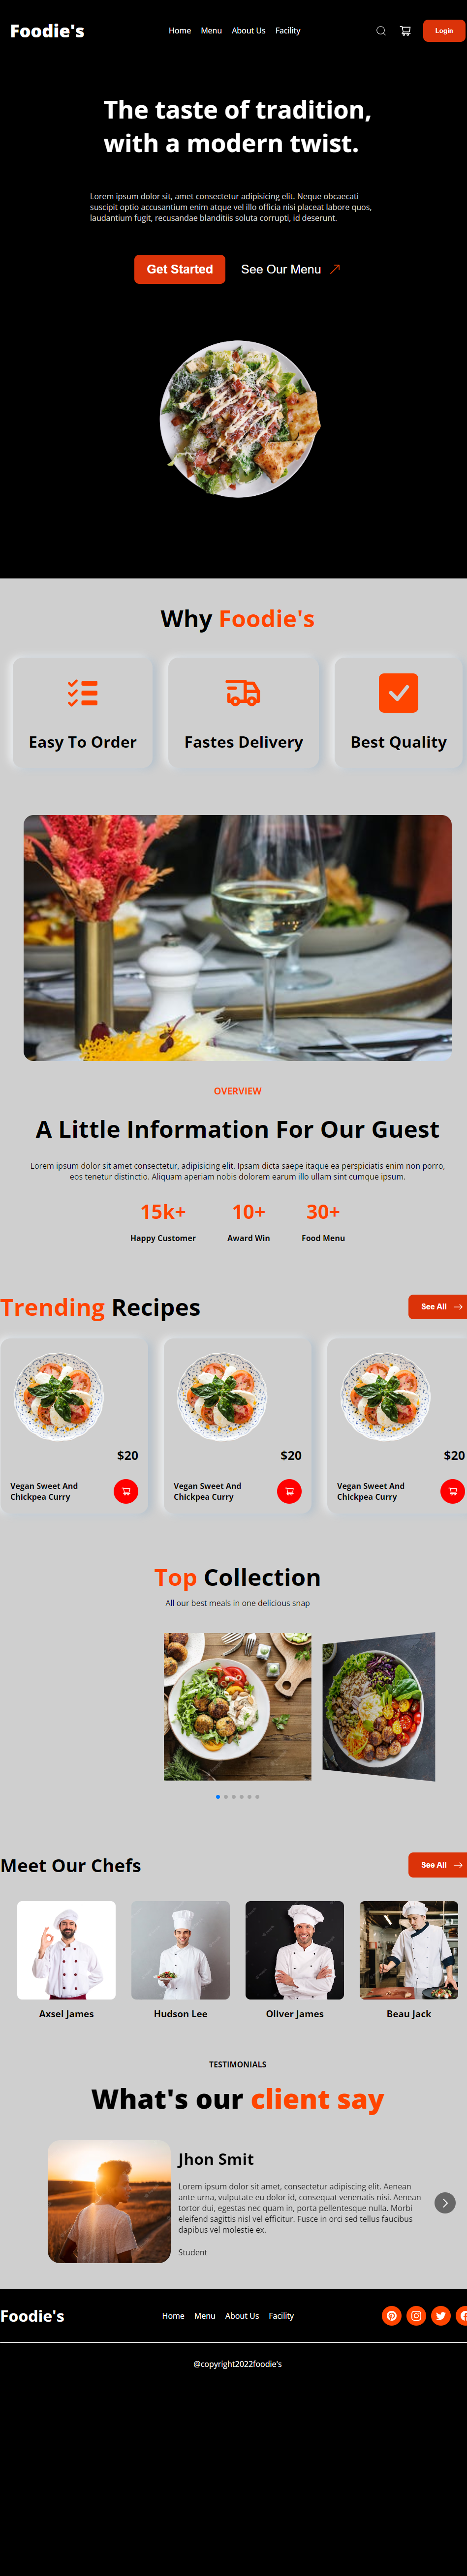 Foodie's
Home Menu About Us Facility
Login
The taste of tradition,
with a modern twist.
Lorem ipsum dolor sit, amet consectetur adipisicing elit. Neque obcaecati
suscipit optio accusantium enim atque vel illo officia nisi placeat labore quos,
laudantium fugit, recusandae blanditiis soluta corrupti, id deserunt.
Get Started
See Our Menu
Why Foodie's
Easy To Order
Fastes Delivery
Best Quality
OVERVIEW
A Little Information For Our Guest
Lorem ipsum dolor sit amet consectetur, adipisicing elit. Ipsam dicta saepe itaque ea perspiciatis enim non porro,
eos tenetur distinctio. Aliquam aperiam nobis dolorem earum illo ullam sint cumque ipsum.
15k+ 10+ 30+
Happy Customer Award Win Food Menu
Trending Recipes
See All
$20
Vegan Sweet And
Chickpea Curry
$20
Vegan Sweet And
Chickpea Curry
$20
Vegan Sweet And
Chickpea Curry
Top Collection
All our best meals in one delicious snap
Meet Our Chefs
See All
Axsel James
Hudson Lee
Oliver James
Beau Jack
TESTIMONIALS
What's our client say
Jhon Smit
Lorem ipsum dolor sit amet, consectetur adipiscing elit. Aenean
ante urna, vulputate eu dolor id, consequat venenatis nisi. Aenean
tortor nec, egestas nec quam in, porta pellentesque nulla. Morbi
eleifend sagittis nisl vel efficitur. Fusce in orci sed tellus faucibus
dapibus vel molestie ex.
Student
Foodie's
Home Menu About Us Facility
@copyright2022foodie's